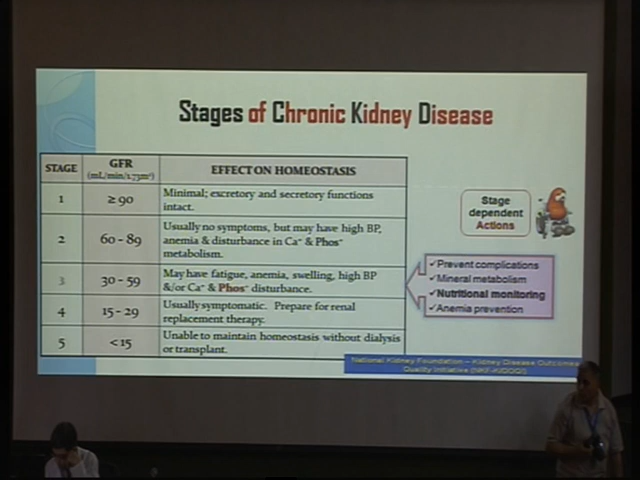 Stages of Chronic Kidney Disease
STAGE
GFR
(mL/min/1.73m²)
EFFECT ON HOMEOSTASIS
1
≥ 90
Minimal; excretory and secretory functions
intact.
2
60 - 89
Usually no symptoms, but may have high BP,
anemia & disturbance in Ca⁺ & Phos⁻
metabolism.
3
30 - 59
May have fatigue, anemia, swelling, high BP
&/or Ca⁺ & Phos⁻ disturbance.
4
15 - 29
Usually symptomatic. Prepare for renal
replacement therapy.
5
< 15
Unable to maintain homeostasis without dialysis
or transplant.
Stage
dependent
Actions
✓Prevent complications
✓Mineral metabolism
✓Nutritional monitoring
✓Anemia prevention
National Kidney Foundation – Kidney Disease Outcomes
Quality Initiative (NKF-KDOQI)